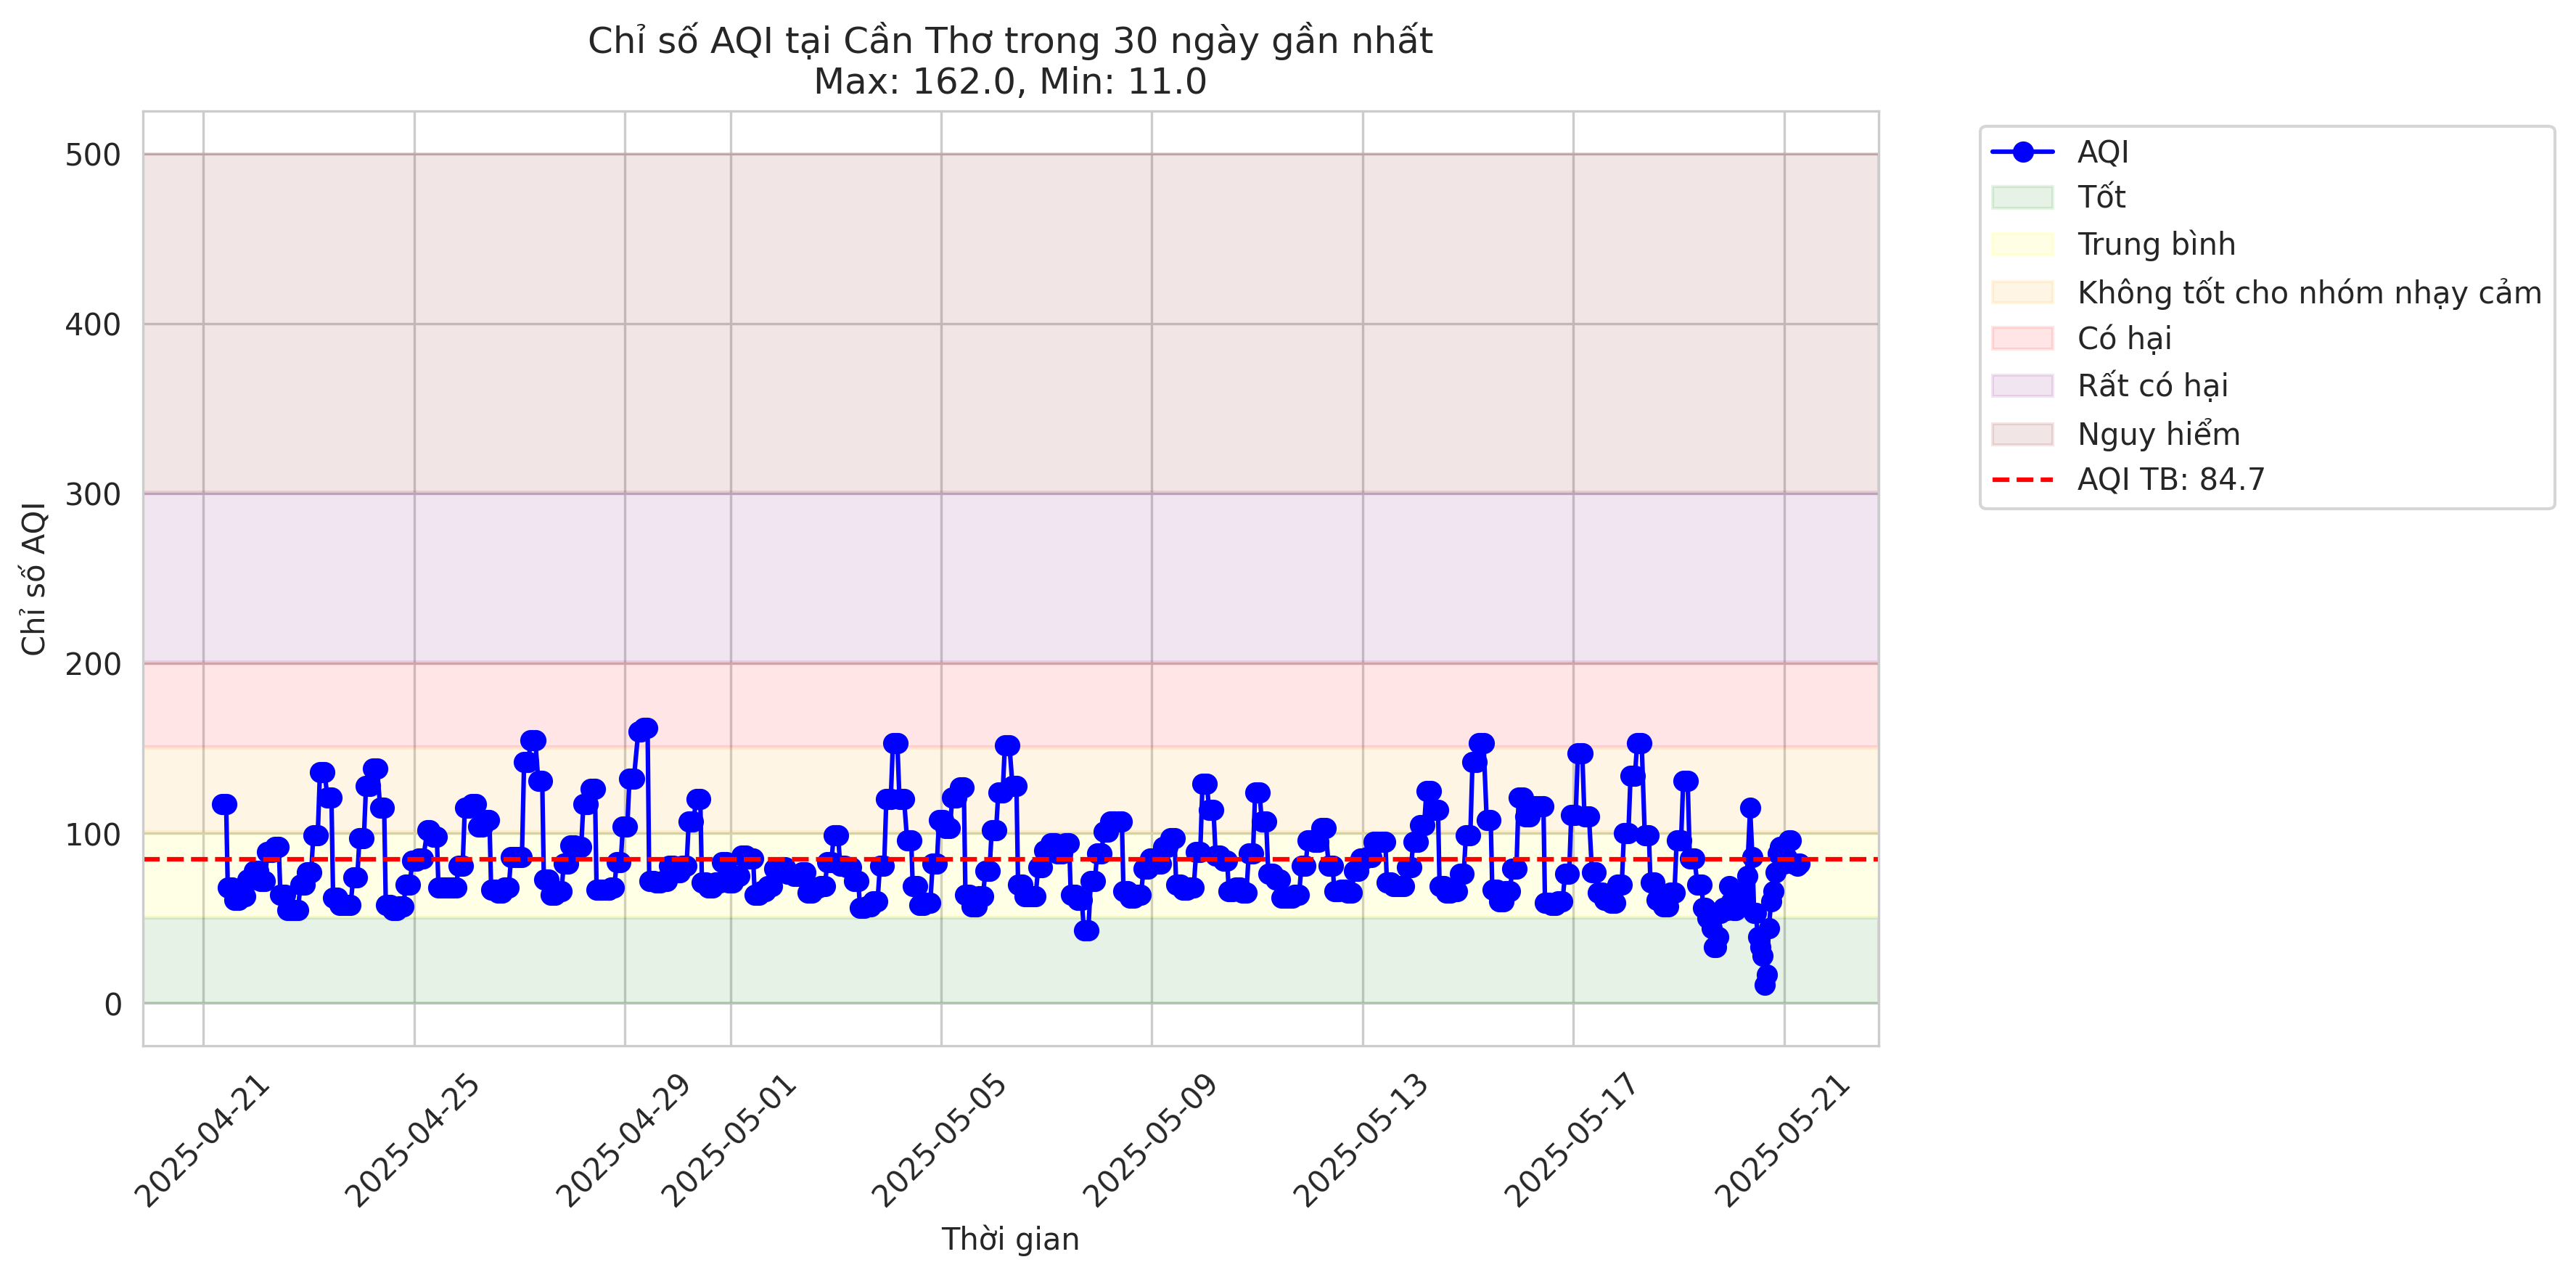 Chỉ số AQI tại Cần Thơ trong 30 ngày gần nhất
Max: 162.0, Min: 11.0
Chỉ số AQI
500
400
300
200
100
0
2025-04-21
2025-04-25
2025-04-29
2025-05-01
2025-05-05
2025-05-09
2025-05-13
2025-05-17
2025-05-21
Thời gian
AQI
Tốt
Trung bình
Không tốt cho nhóm nhạy cảm
Có hại
Rất có hại
Nguy hiểm
AQI TB: 84.7